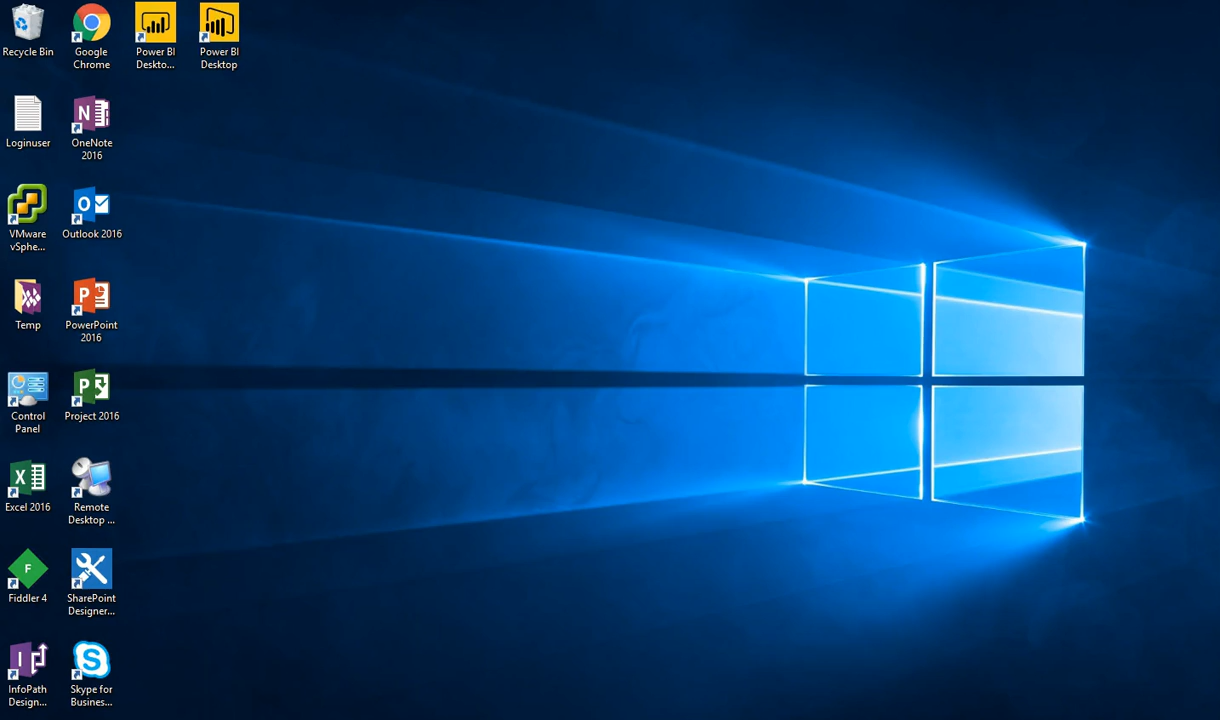 Recycle Bin
Google
Chrome
Power BI
Deskto...
Power BI
Desktop
Loginuser
OneNote
2016
VMware
vSphe...
Outlook 2016
Temp
PowerPoint
2016
Control
Panel
Project 2016
Excel 2016
Remote
Desktop ...
Fiddler 4
SharePoint
Designer...
InfoPath
Design...
Skype for
Busines...